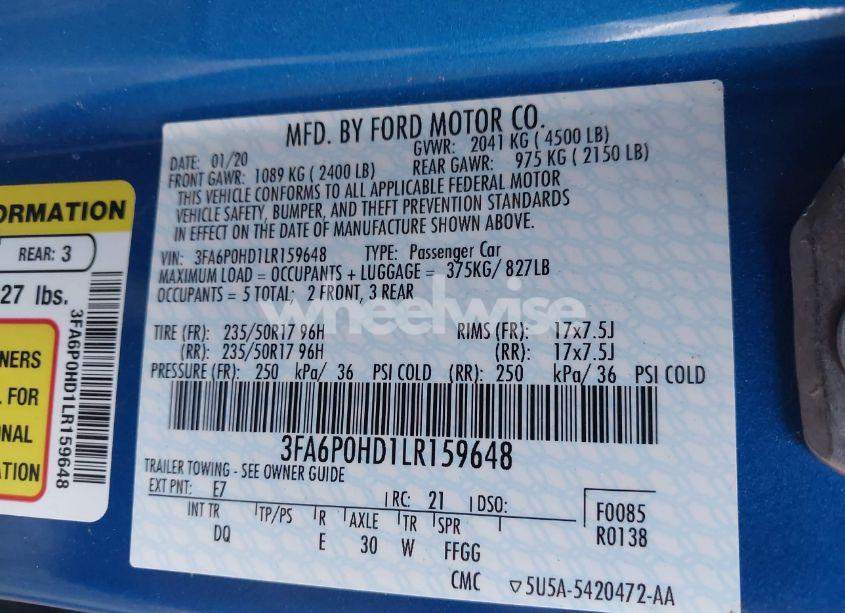 MFD. BY FORD MOTOR CO.
DATE: 01/20 GVWR: 2041 KG ( 4500 LB)
FRONT GAWR: 1089 KG ( 2400 LB) REAR GAWR: 975 KG ( 2150 LB)
THIS VEHICLE CONFORMS TO ALL APPLICABLE FEDERAL MOTOR
VEHICLE SAFETY, BUMPER, AND THEFT PREVENTION STANDARDS
IN EFFECT ON THE DATE OF MANUFACTURE SHOWN ABOVE.
VIN: 3FA6P0HD1LR159648 TYPE: Passenger Car
MAXIMUM LOAD = OCCUPANTS + LUGGAGE = 375KG/ 827LB
OCCUPANTS = 5 TOTAL; 2 FRONT, 3 REAR
wheelwise
TIRE (FR): 235/50R17 96H RIMS (FR): 17x7.5J
(RR): 235/50R17 96H (RR): 17x7.5J
PRESSURE (FR): 250 kPa/ 36 PSI COLD (RR): 250 kPa/ 36 PSI COLD
3FA6P0HD1LR159648
TRAILER TOWING - SEE OWNER GUIDE
EXT PNT: E7 RC: 21 DSO: F0085
INT TR TP/PS R AXLE TR SPR R0138
DQ E 30 W FFGG
CMC ▽5U5A-5420472-AA
ORMATION
REAR: 3
27 lbs.
NERS
L FOR
ONAL
ATION
3FA6P0HD1LR159648